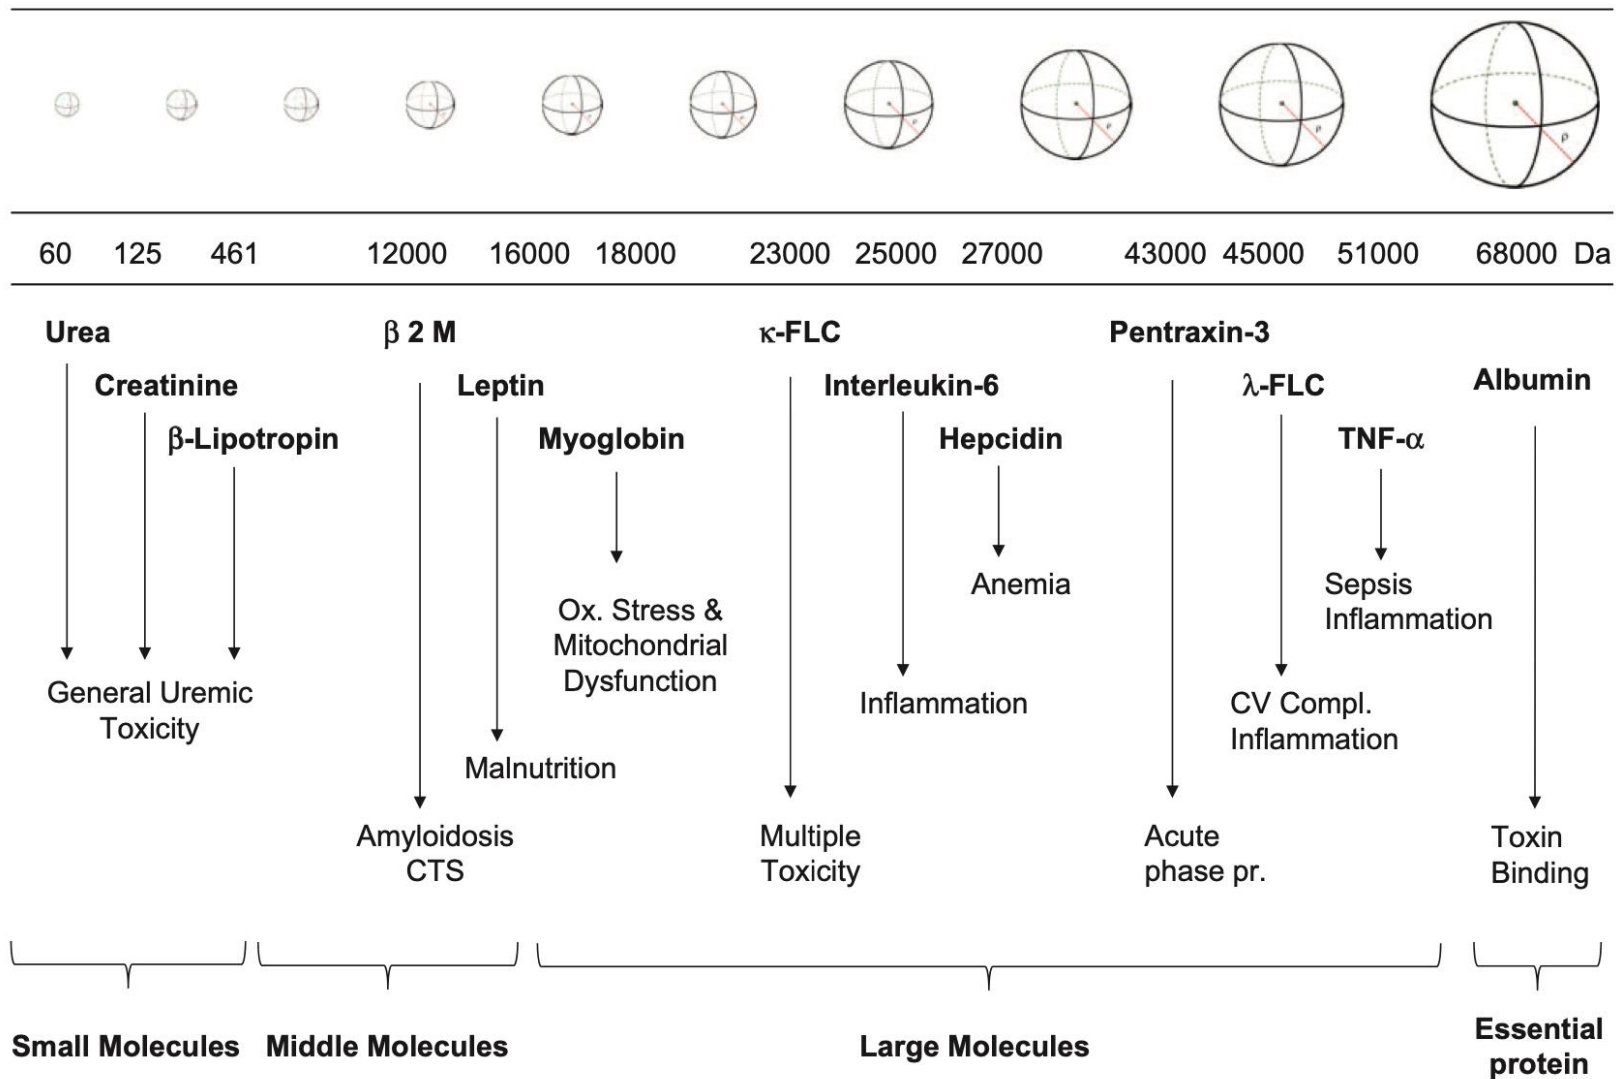 60 125 461 12000 16000 18000 23000 25000 27000 43000 45000 51000 68000 Da
Urea β 2 M κ-FLC Pentraxin-3
Creatinine Leptin Interleukin-6 λ-FLC Albumin
β-Lipotropin Myoglobin Hepcidin TNF-α
Anemia
Sepsis
Inflammation
Ox. Stress &
Mitochondrial
Dysfunction
General Uremic
Toxicity
Inflammation
CV Compl.
Inflammation
Malnutrition
Amyloidosis
CTS
Multiple
Toxicity
Acute
phase pr.
Toxin
Binding
Small Molecules Middle Molecules Large Molecules
Essential
protein
ρ
ρ
ρ
ρ